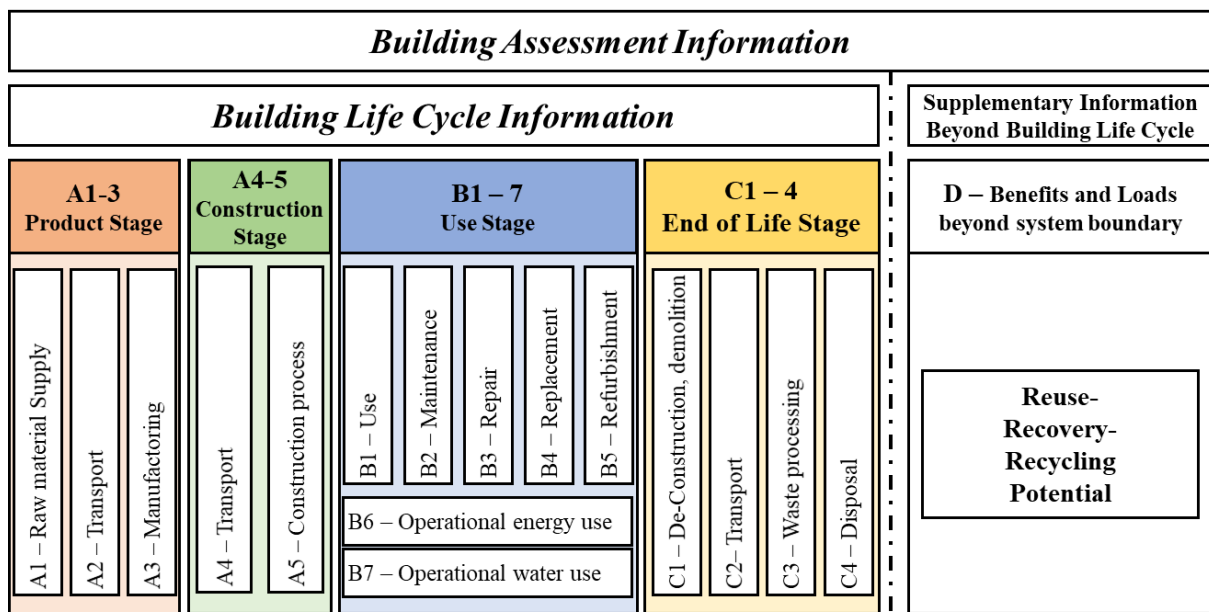 Building Assessment Information
Building Life Cycle Information
Supplementary Information
Beyond Building Life Cycle
A1-3
Product Stage
A4-5
Construction
Stage
B1 – 7
Use Stage
C1 – 4
End of Life Stage
D – Benefits and Loads
beyond system boundary
A1 – Raw material Supply
A2 – Transport
A3 – Manufactoring
A4 – Transport
A5 – Construction process
B1 – Use
B2 – Maintenance
B3 – Repair
B4 – Replacement
B5 – Refurbishment
B6 – Operational energy use
B7 – Operational water use
C1 – De-Construction, demolition
C2– Transport
C3 – Waste processing
C4 – Disposal
Reuse-
Recovery-
Recycling
Potential